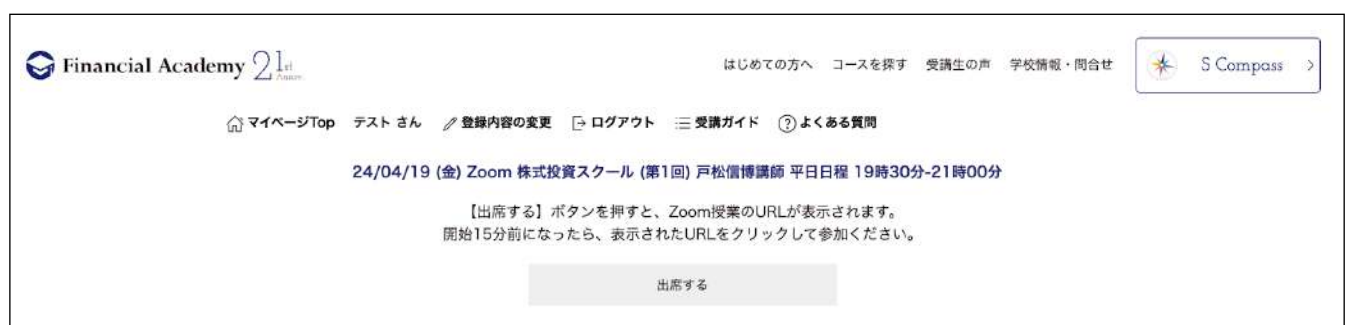 Financial Academy 21st
はじめての方へ コースを探す 受講生の声 学校情報・問合せ S Compass >
マイページTop テスト さん 登録内容の変更 ログアウト 受講ガイド ? よくある質問
24/04/19 (金) Zoom 株式投資スクール (第1回) 戸松信博講師 平日日程 19時30分-21時00分
【出席する】ボタンを押すと、Zoom授業のURLが表示されます。
開始15分前になったら、表示されたURLをクリックして参加ください。
出席する